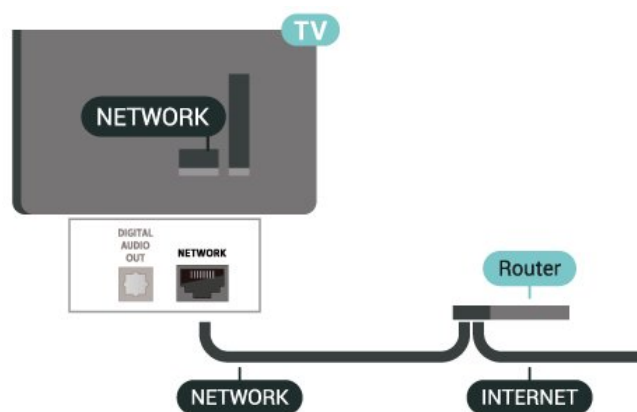 TV
NETWORK
DIGITAL
AUDIO
OUT
NETWORK
Router
NETWORK
INTERNET